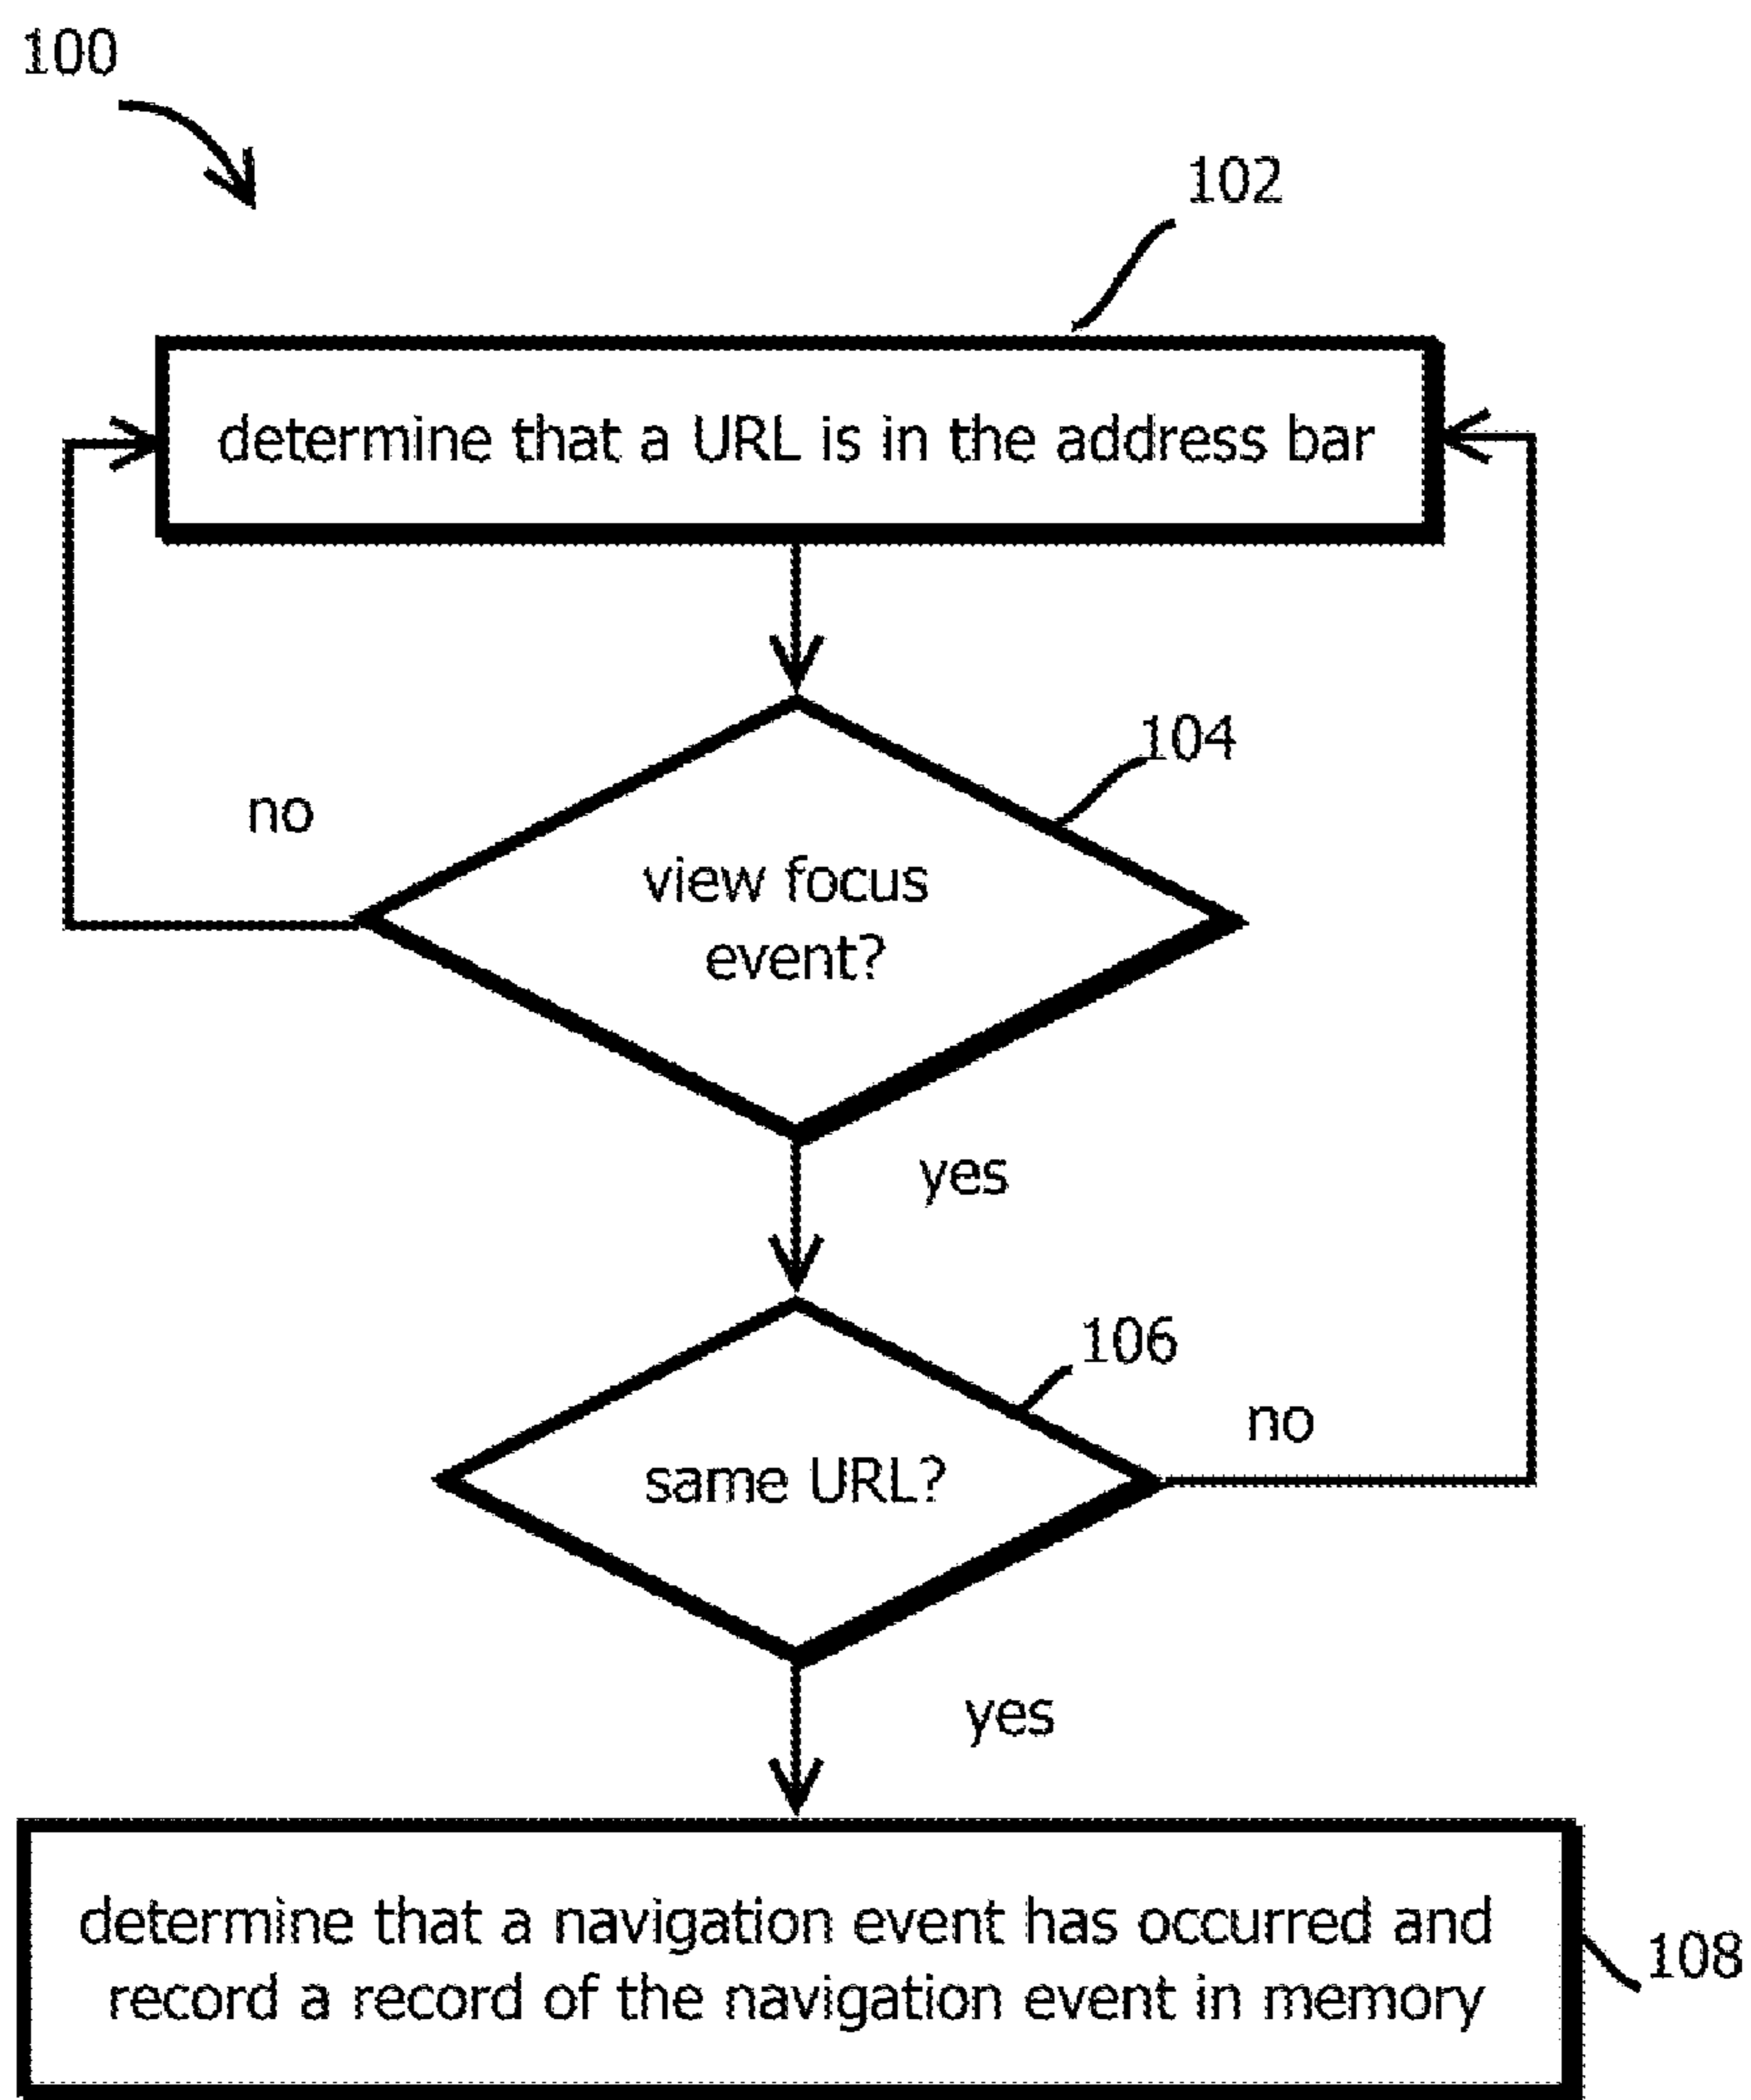 100
102
determine that a URL is in the address bar
104
no
view focus
event?
yes
106
no
same URL?
yes
determine that a navigation event has occurred and
record a record of the navigation event in memory
108